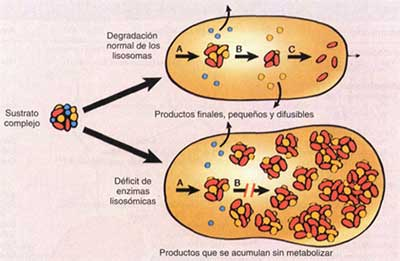 Degradación
normal de los
lisosomas
A B C
Sustrato
complejo
Productos finales, pequeños y difusibles
Déficit de
enzimas
lisosómicas
A B
Productos que se acumulan sin metabolizar